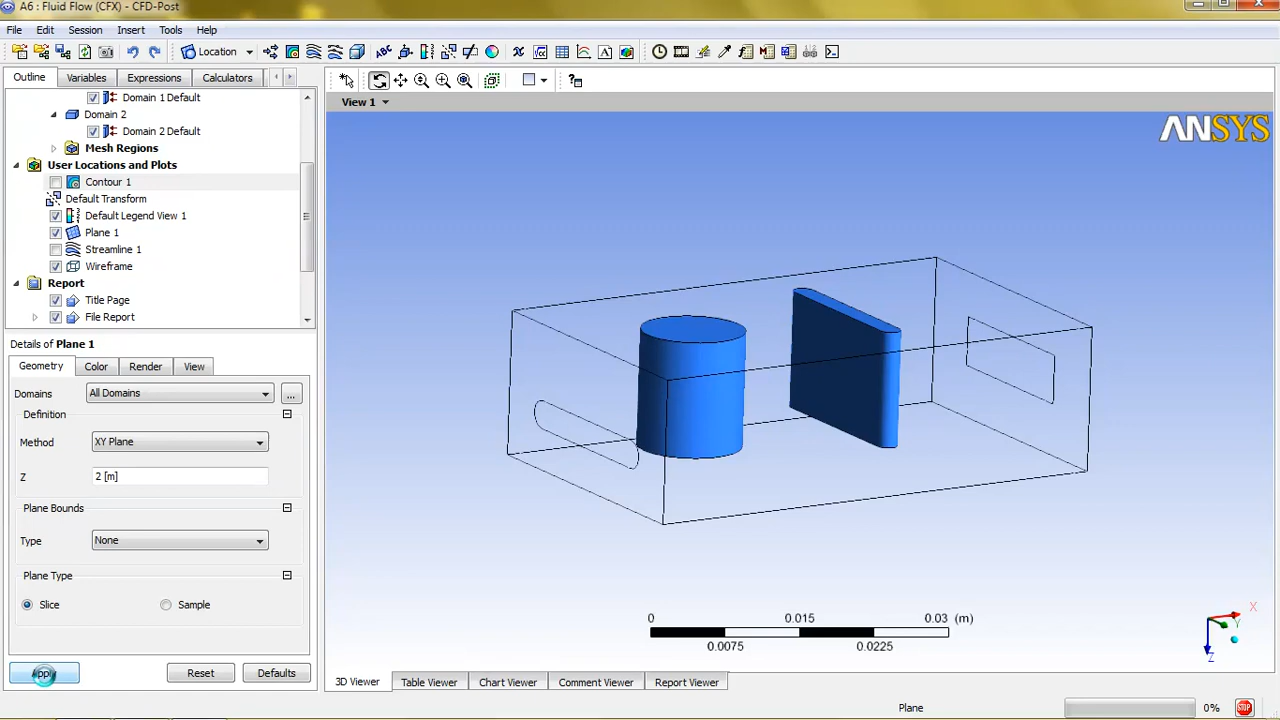 A6 : Fluid Flow (CFX) - CFD-Post
File Edit Session Insert Tools Help
Location
Outline Variables Expressions Calculators
View 1
Domain 1 Default
Domain 2
Domain 2 Default
Mesh Regions
User Locations and Plots
Contour 1
Default Transform
Default Legend View 1
Plane 1
Streamline 1
Wireframe
Report
Title Page
File Report
ANSYS
Details of Plane 1
Geometry Color Render View
Domains All Domains ...
Definition
Method XY Plane
Z 2 [m]
Plane Bounds
Type None
Plane Type
Slice Sample
Apply Reset Defaults
0 0.015 0.03 (m)
0.0075 0.0225
X
Y
Z
3D Viewer Table Viewer Chart Viewer Comment Viewer Report Viewer
Plane 0% STOP